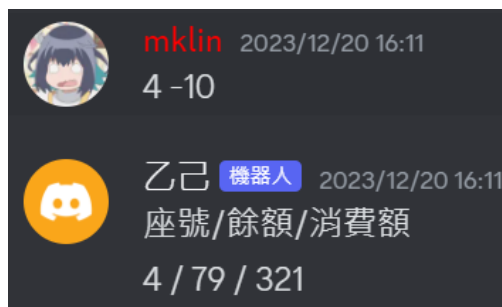 mklin 2023/12/20 16:11
4 -10
乙己 機器人 2023/12/20 16:11
座號/餘額/消費額
4 / 79 / 321